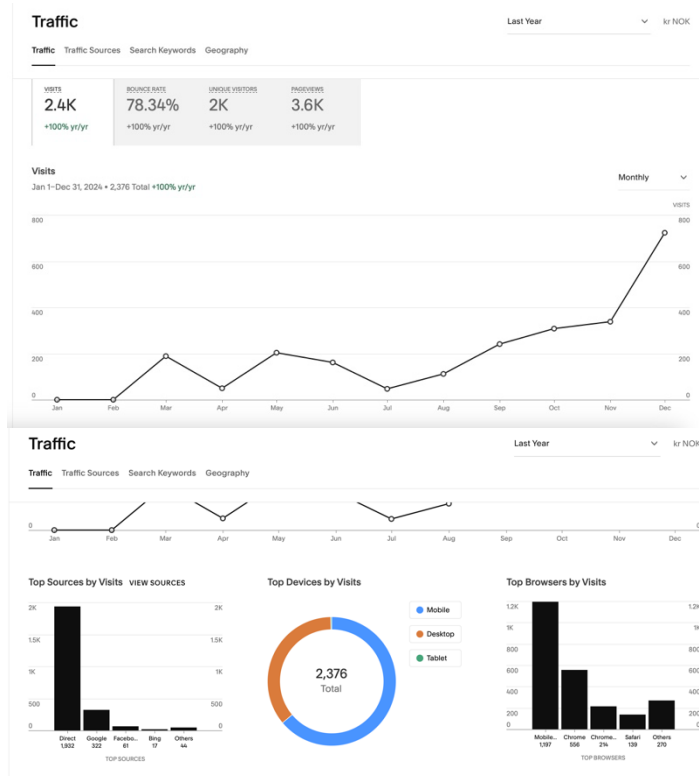 Traffic
Last Year
kr NOK
Traffic Traffic Sources Search Keywords Geography
VISITS BOUNCE RATE UNIQUE VISITORS PAGEVIEWS
2.4K 78.34% 2K 3.6K
+100% yr/yr +100% yr/yr +100% yr/yr +100% yr/yr
Visits
Monthly
Jan 1–Dec 31, 2024 • 2,376 Total +100% yr/yr
VISITS
800 800
600 600
400 400
200 200
0 0
Jan Feb Mar Apr May Jun Jul Aug Sep Oct Nov Dec
Traffic
Last Year
kr NOK
Traffic Traffic Sources Search Keywords Geography
0 0
Jan Feb Mar Apr May Jun Jul Aug Sep Oct Nov Dec
Top Sources by Visits VIEW SOURCES
2K 2K
1.5K 1.5K
1K 1K
500 500
0 0
Direct Google Facebo... Bing Others
1,932 322 61 17 44
TOP SOURCES
Top Devices by Visits
2,376
Total
Mobile
Desktop
Tablet
Top Browsers by Visits
1.2K 1.2K
1K 1K
800 800
600 600
400 400
200 200
0 0
Mobile... Chrome Chrome... Safari Others
1,197 556 214 139 270
TOP BROWSERS